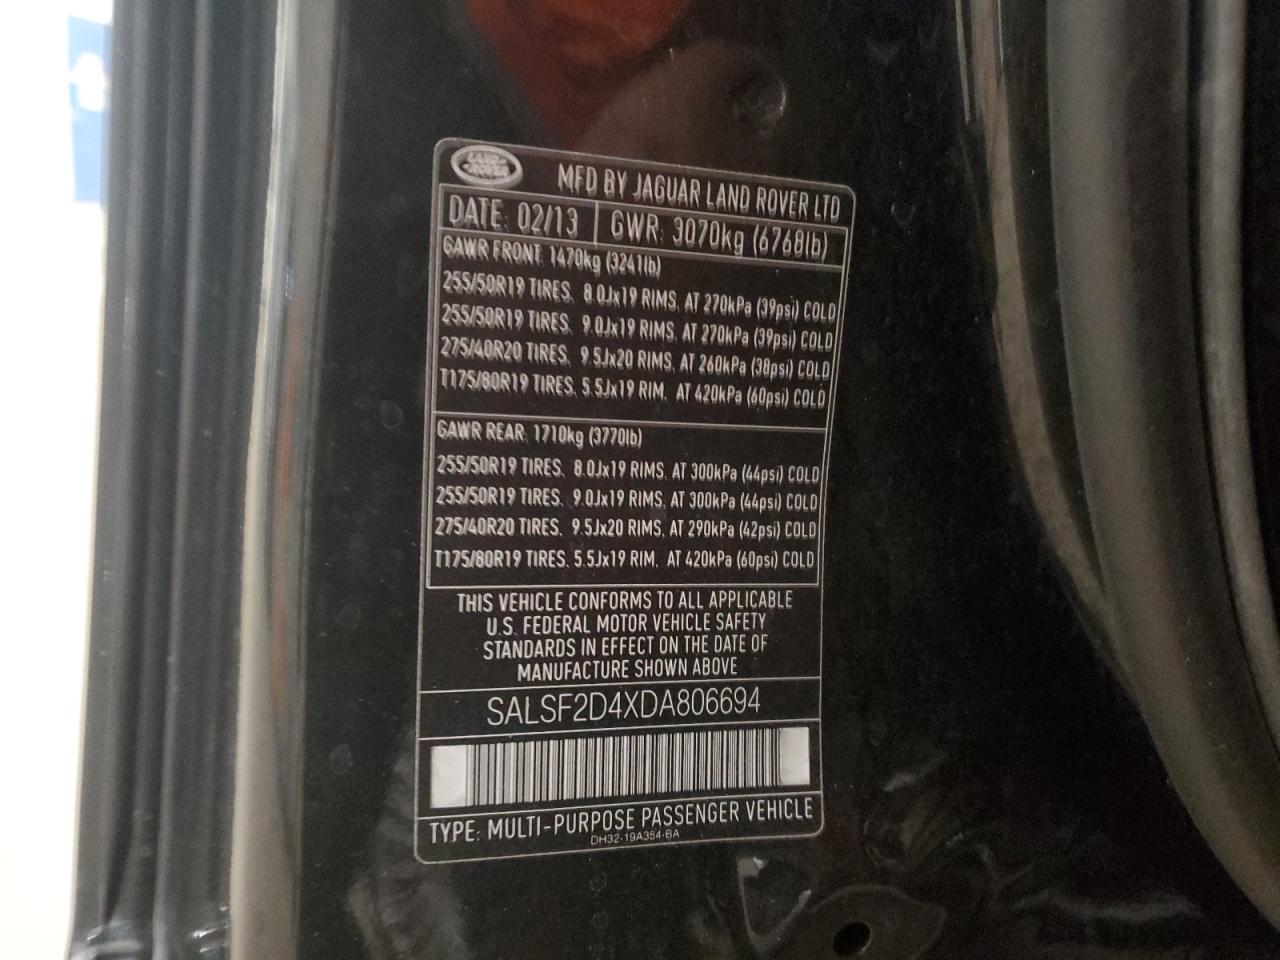 LAND ROVER
MFD BY JAGUAR LAND ROVER LTD
DATE: 02/13 GWR: 3070kg (6768lb)
GAWR FRONT: 1470kg (3241lb)
255/50R19 TIRES, 8.0Jx19 RIMS, AT 270kPa (39psi) COLD
255/50R19 TIRES, 9.0Jx19 RIMS, AT 270kPa (39psi) COLD
275/40R20 TIRES, 9.5Jx20 RIMS, AT 260kPa (38psi) COLD
T175/80R19 TIRES, 5.5Jx19 RIM, AT 420kPa (60psi) COLD
GAWR REAR: 1710kg (3770lb)
255/50R19 TIRES, 8.0Jx19 RIMS, AT 300kPa (44psi) COLD
255/50R19 TIRES, 9.0Jx19 RIMS, AT 300kPa (44psi) COLD
275/40R20 TIRES, 9.5Jx20 RIMS, AT 290kPa (42psi) COLD
T175/80R19 TIRES, 5.5Jx19 RIM, AT 420kPa (60psi) COLD
THIS VEHICLE CONFORMS TO ALL APPLICABLE
U.S. FEDERAL MOTOR VEHICLE SAFETY
STANDARDS IN EFFECT ON THE DATE OF
MANUFACTURE SHOWN ABOVE
SALSF2D4XDA806694
TYPE: MULTI-PURPOSE PASSENGER VEHICLE
DH32-19A354-BA